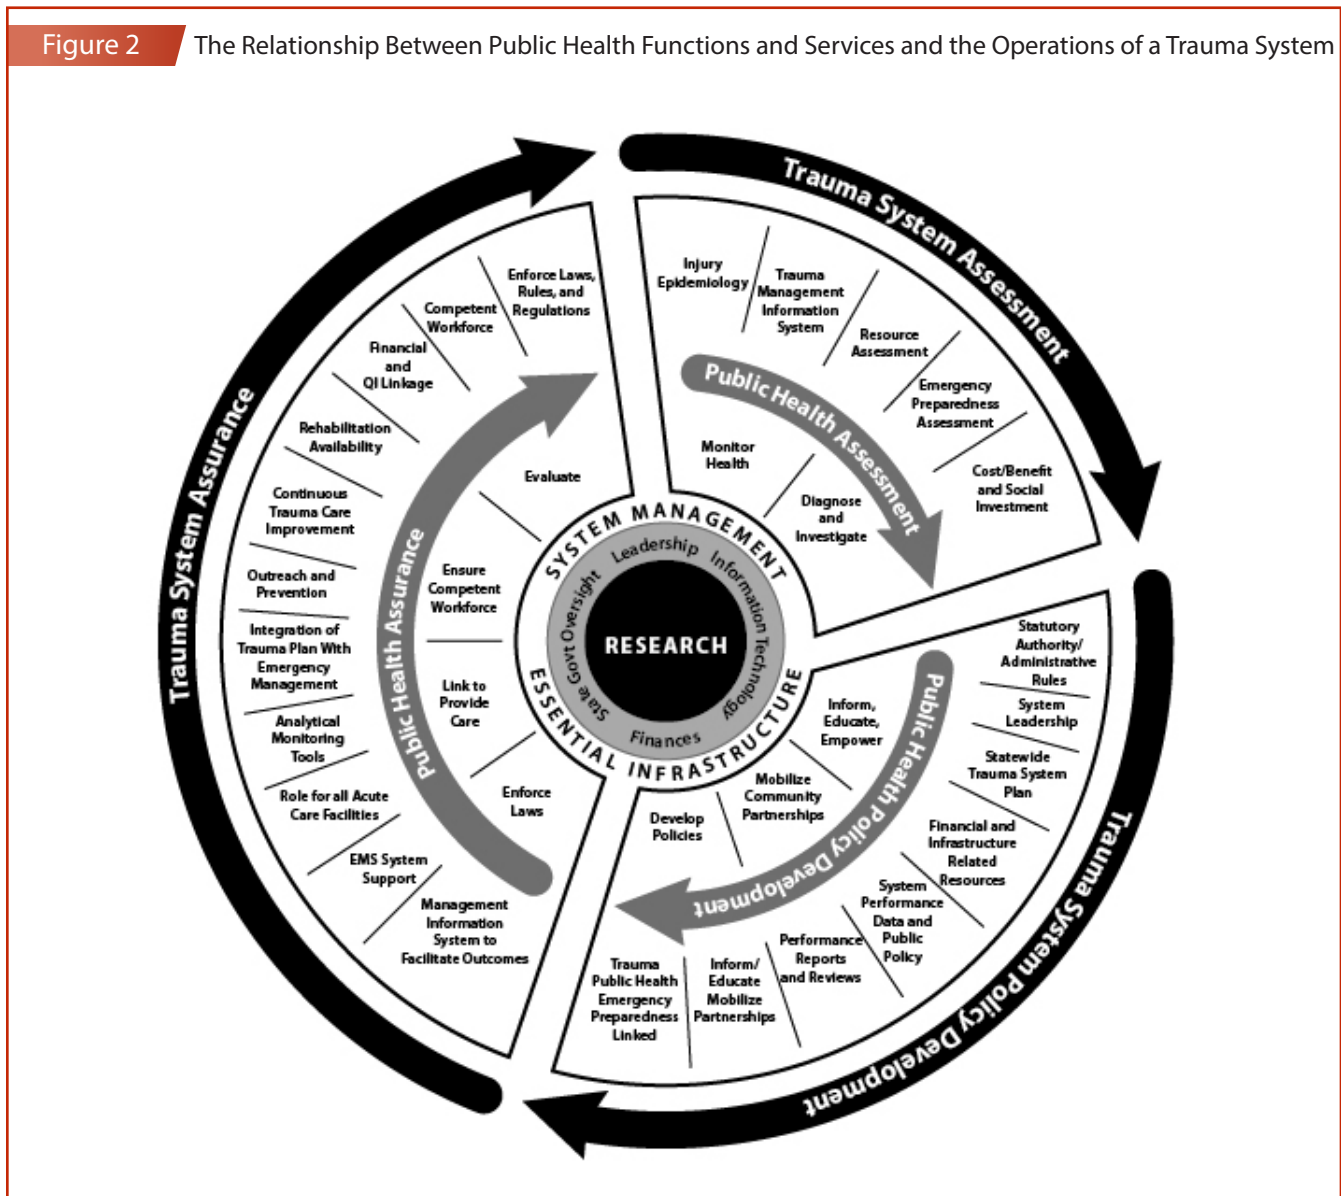 Figure 2
The Relationship Between Public Health Functions and Services and the Operations of a Trauma System
Trauma System Assessment
Injury
Epidemiology
Trauma
Management
Information
System
Resource
Assessment
Emergency
Preparedness
Assessment
Cost/Benefit
and Social
Investment
Public Health Assessment
Monitor
Health
Diagnose
and
Investigate
Trauma System Policy Development
Statutory
Authority/
Administrative
Rules
System
Leadership
Statewide
Trauma System
Plan
Financial and
Infrastructure
Related
Resources
System
Performance
Data and
Public
Policy
Performance
Reports
and Reviews
Inform/
Educate
Mobilize
Partnerships
Trauma
Public Health
Emergency
Preparedness
Linked
Public Health Policy Development
Inform,
Educate,
Empower
Mobilize
Community
Partnerships
Develop
Policies
Trauma System Assurance
Management
Information
System to
Facilitate Outcomes
EMS System
Support
Role for all Acute
Care Facilities
Analytical
Monitoring
Tools
Integration of
Trauma Plan With
Emergency
Management
Outreach and
Prevention
Continuous
Trauma Care
Improvement
Rehabilitation
Availability
Financial
and
QI Linkage
Competent
Workforce
Enforce Laws,
Rules, and
Regulations
Public Health Assurance
Enforce
Laws
Link to
Provide
Care
Ensure
Competent
Workforce
Evaluate
SYSTEM MANAGEMENT
ESSENTIAL INFRASTRUCTURE
Leadership
Information Technology
Finances
State Govt Oversight
RESEARCH